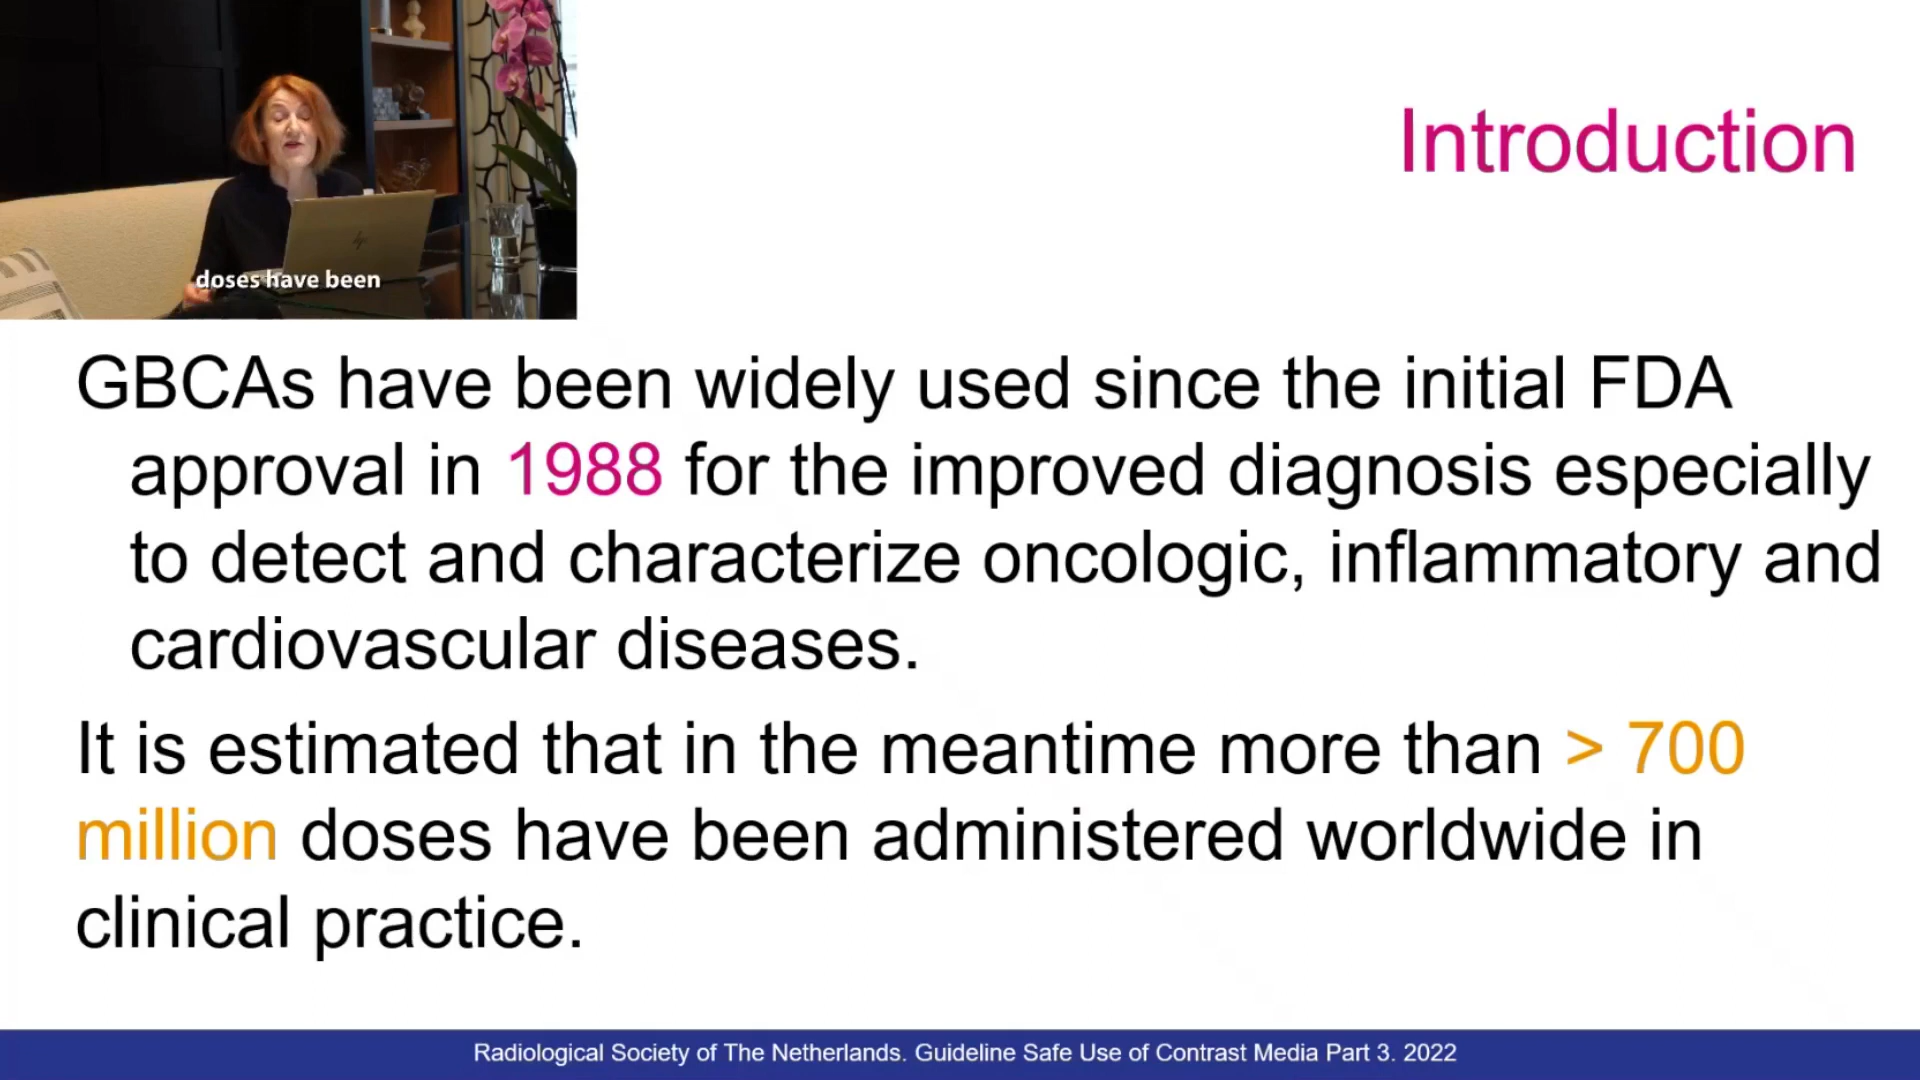 Introduction
doses have been
GBCAs have been widely used since the initial FDA
approval in 1988 for the improved diagnosis especially
to detect and characterize oncologic, inflammatory and
cardiovascular diseases.
It is estimated that in the meantime more than > 700
million doses have been administered worldwide in
clinical practice.
Radiological Society of The Netherlands. Guideline Safe Use of Contrast Media Part 3. 2022